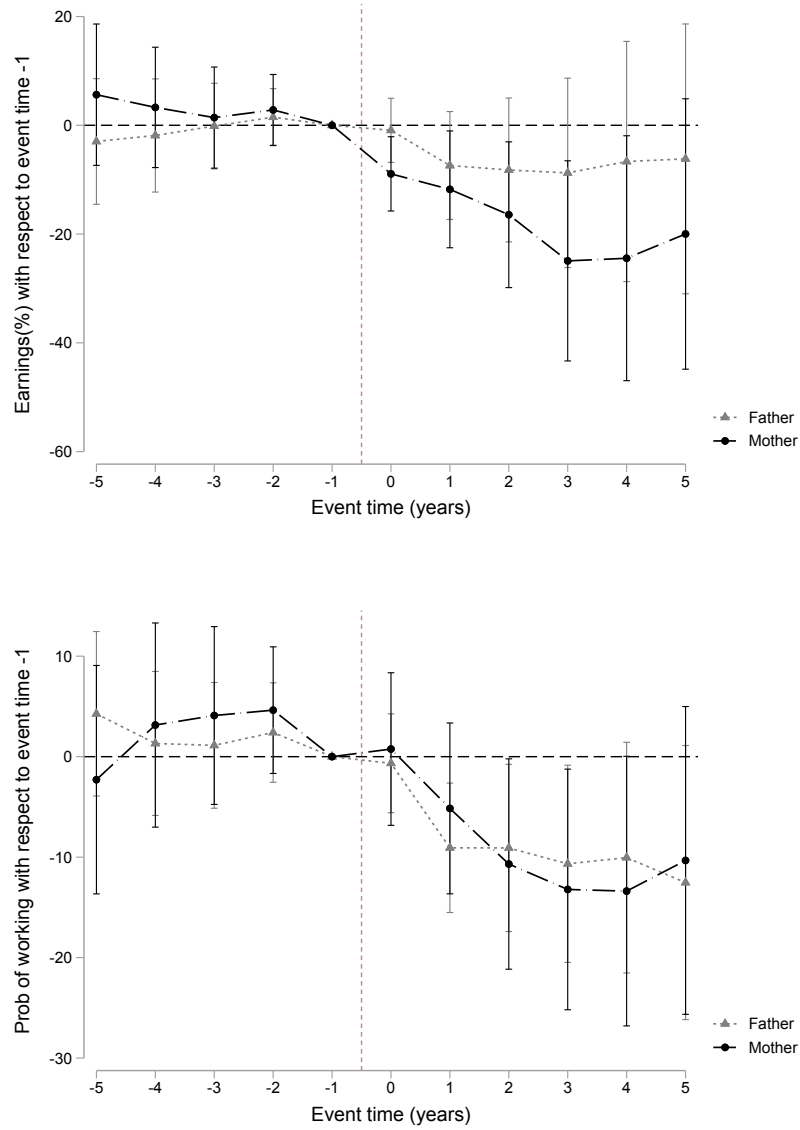 Earnings(%) with respect to event time -1
20
0
-20
-40
-60
-5 -4 -3 -2 -1 0 1 2 3 4 5
Event time (years)
Father
Mother
Prob of working with respect to event time -1
10
0
-10
-20
-30
-5 -4 -3 -2 -1 0 1 2 3 4 5
Event time (years)
Father
Mother